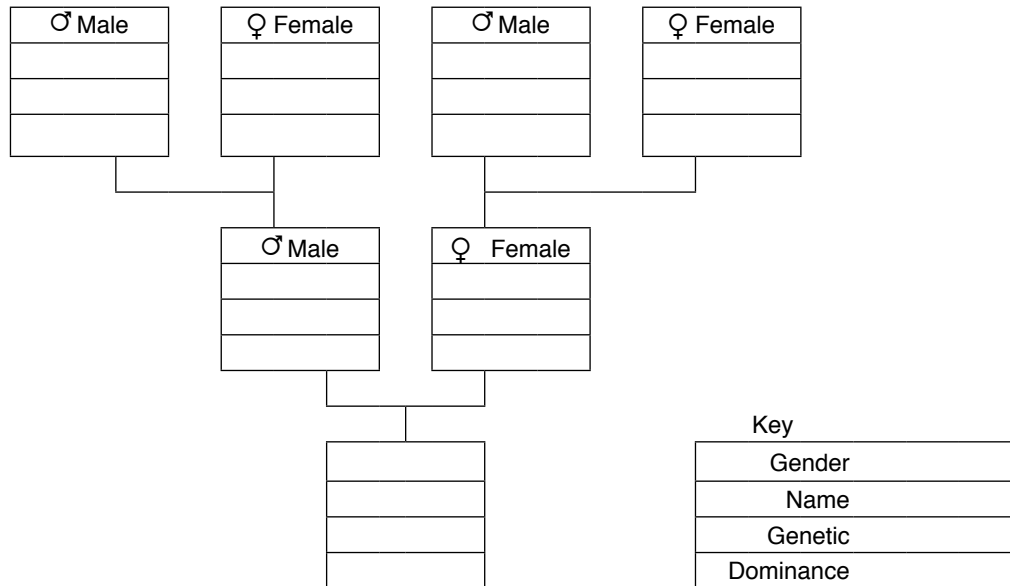 ♂ Male ♀ Female ♂ Male ♀ Female
♂ Male ♀ Female
Key
Gender
Name
Genetic
Dominance